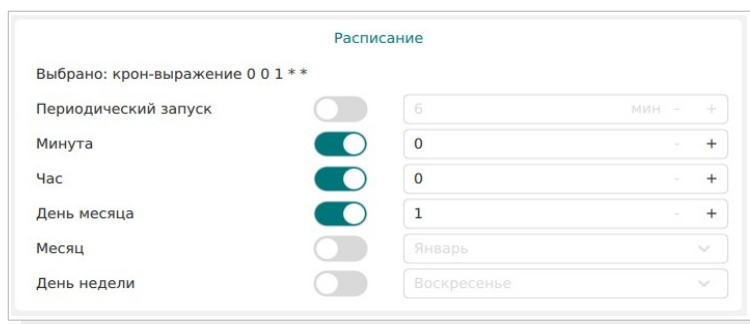 Расписание
Выбрано: крон-выражение 0 0 1 * *
Периодический запуск 6 мин - +
Минута 0 - +
Час 0 - +
День месяца 1 - +
Месяц Январь
День недели Воскресенье